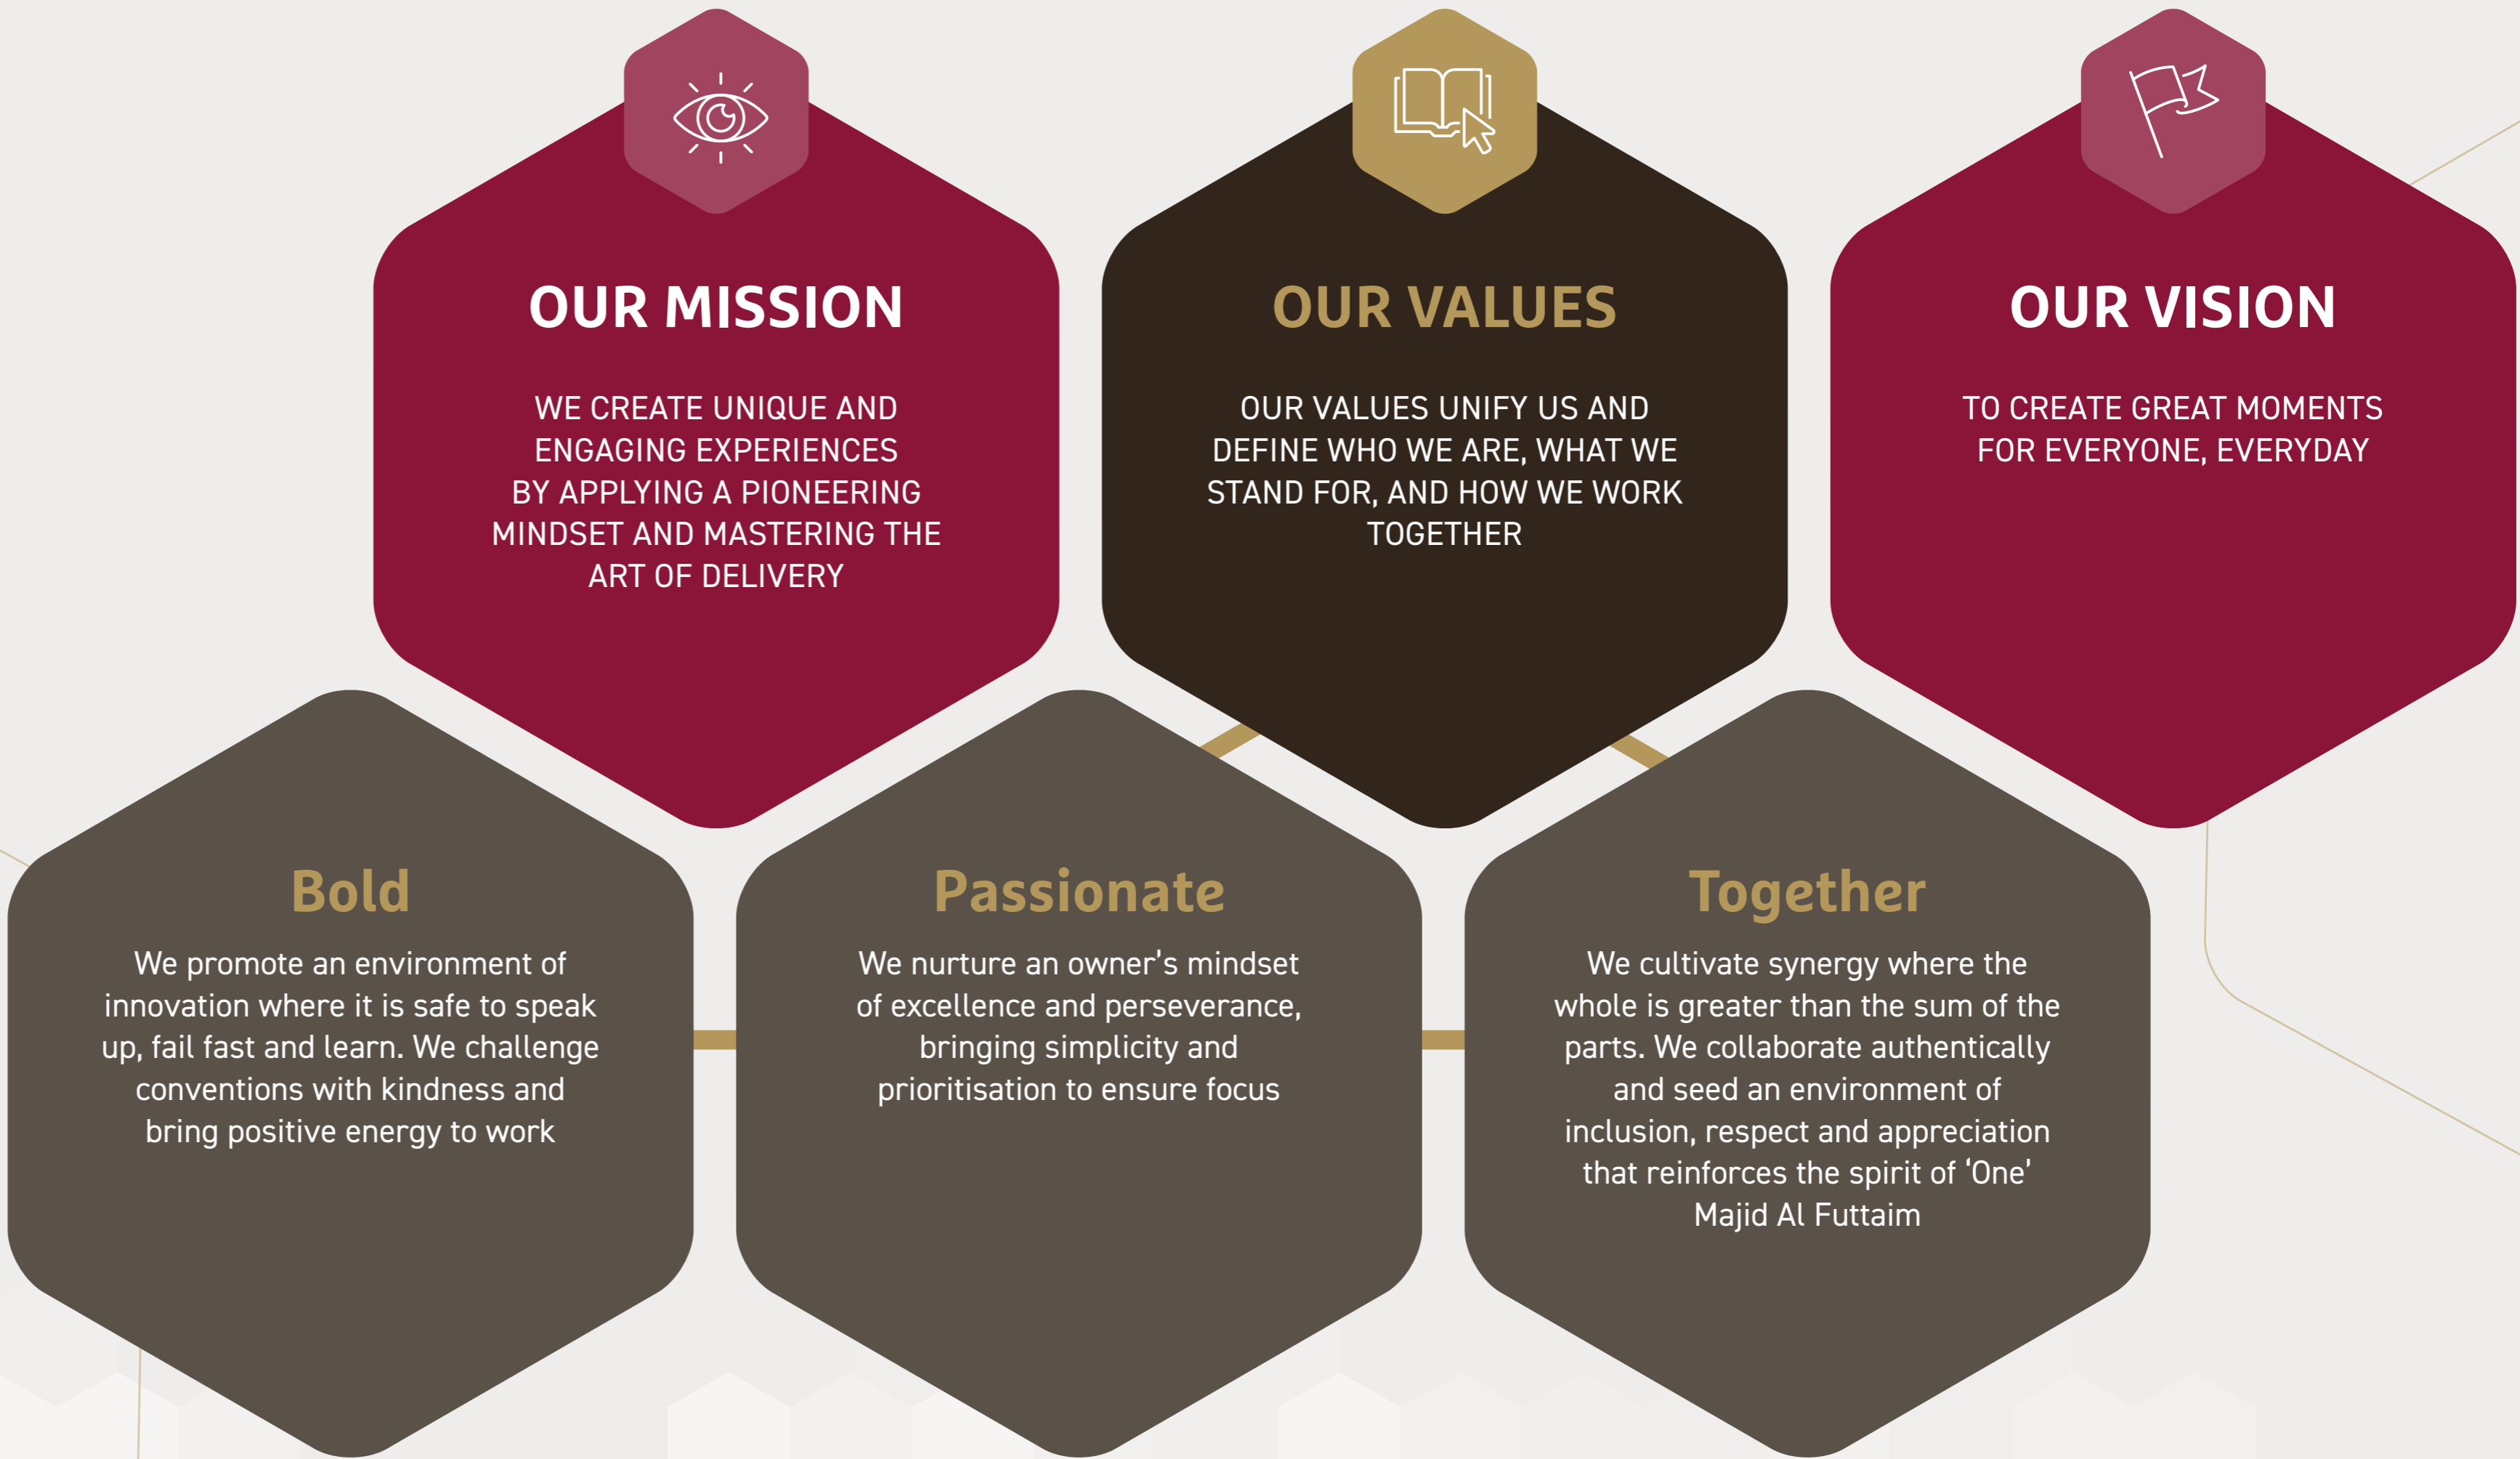 OUR MISSION
WE CREATE UNIQUE AND
ENGAGING EXPERIENCES
BY APPLYING A PIONEERING
MINDSET AND MASTERING THE
ART OF DELIVERY
OUR VALUES
OUR VALUES UNIFY US AND
DEFINE WHO WE ARE, WHAT WE
STAND FOR, AND HOW WE WORK
TOGETHER
OUR VISION
TO CREATE GREAT MOMENTS
FOR EVERYONE, EVERYDAY
Bold
We promote an environment of
innovation where it is safe to speak
up, fail fast and learn. We challenge
conventions with kindness and
bring positive energy to work
Passionate
We nurture an owner’s mindset
of excellence and perseverance,
bringing simplicity and
prioritisation to ensure focus
Together
We cultivate synergy where the
whole is greater than the sum of the
parts. We collaborate authentically
and seed an environment of
inclusion, respect and appreciation
that reinforces the spirit of ‘One’
Majid Al Futtaim